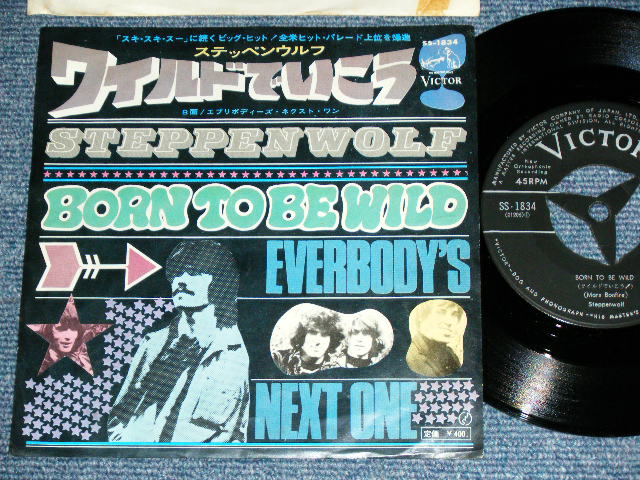 「スキ・スキ・スー」に続くビッグ・ヒット！全米ヒット・パレード上位を爆進
ステッペンウルフ
SS-1834
ワイルドでいこう
VICTOR
B面／エブリボディーズ・ネクスト・ワン
STEPPENWOLF
BORN TO BE WILD
EVERBODY'S
NEXT ONE
定価 ¥400.
VICTOR
New
Orthophonic
Recording
45RPM
SS-1834
BORN TO BE WILD
(ワイルドでいこう！)
(Mars Bonfire)
Steppenwolf